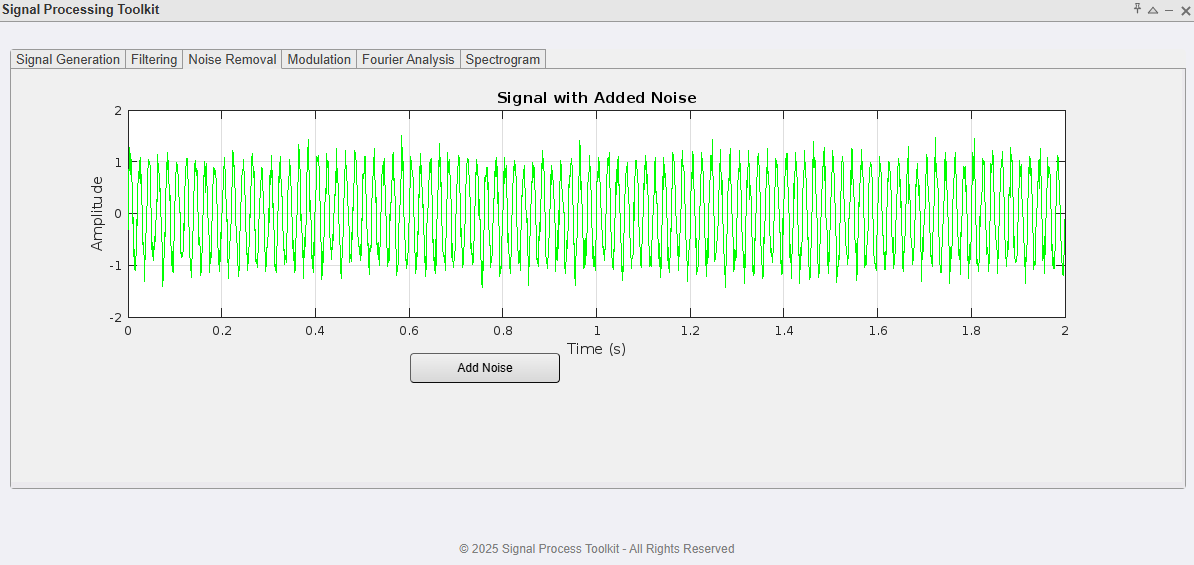 Signal Processing Toolkit
Signal Generation Filtering Noise Removal Modulation Fourier Analysis Spectrogram
Signal with Added Noise
2
1
0
-1
-2
Amplitude
0 0.2 0.4 0.6 0.8 1 1.2 1.4 1.6 1.8 2
Time (s)
Add Noise
© 2025 Signal Process Toolkit - All Rights Reserved